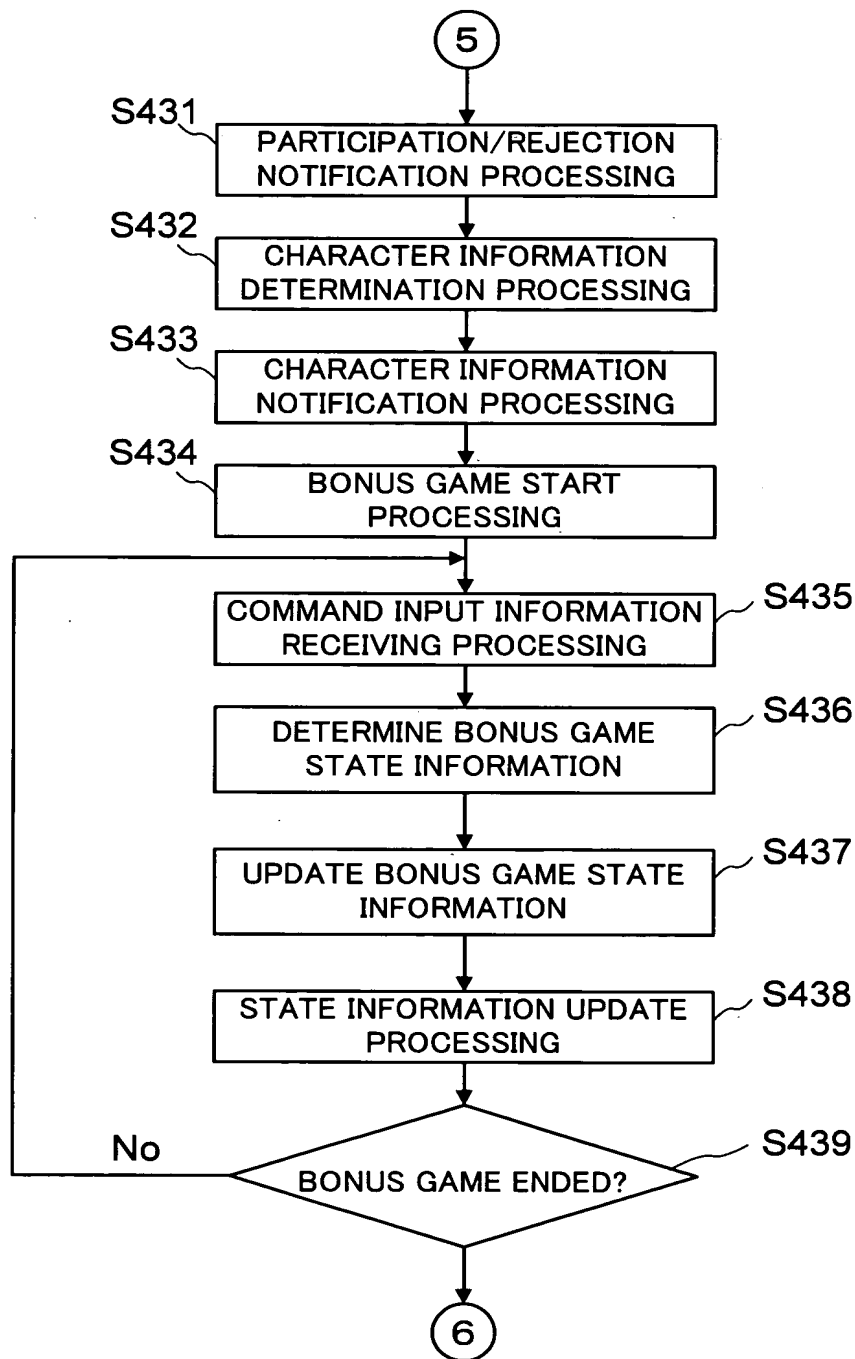 5
S431
PARTICIPATION/REJECTION
NOTIFICATION PROCESSING
S432
CHARACTER INFORMATION
DETERMINATION PROCESSING
S433
CHARACTER INFORMATION
NOTIFICATION PROCESSING
S434
BONUS GAME START
PROCESSING
S435
COMMAND INPUT INFORMATION
RECEIVING PROCESSING
S436
DETERMINE BONUS GAME
STATE INFORMATION
S437
UPDATE BONUS GAME STATE
INFORMATION
S438
STATE INFORMATION UPDATE
PROCESSING
No
S439
BONUS GAME ENDED?
6